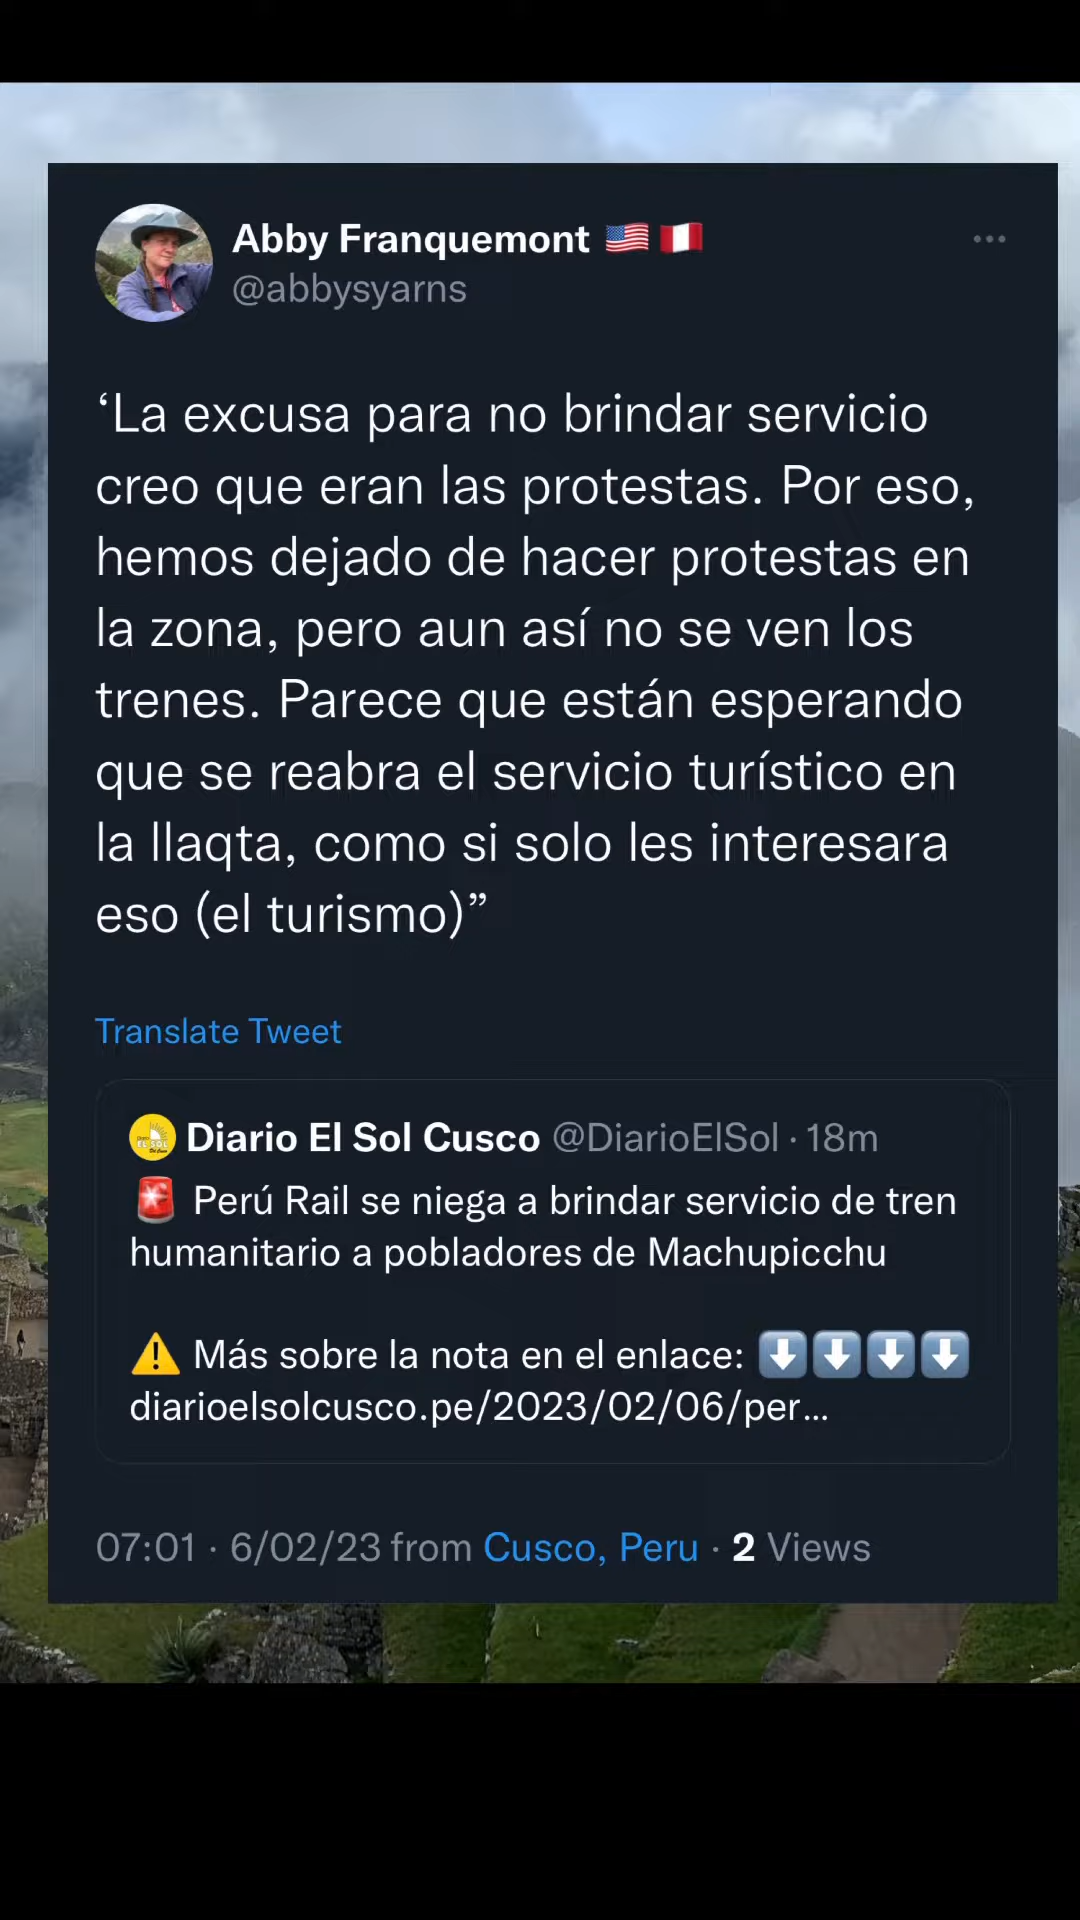 Abby Franquemont 🇺🇸 🇵🇪
@abbysyarns
‘La excusa para no brindar servicio
creo que eran las protestas. Por eso,
hemos dejado de hacer protestas en
la zona, pero aun así no se ven los
trenes. Parece que están esperando
que se reabra el servicio turístico en
la llaqta, como si solo les interesara
eso (el turismo)”
Translate Tweet
Diario El Sol Cusco @DiarioElSol · 18m
🚨 Perú Rail se niega a brindar servicio de tren
humanitario a pobladores de Machupicchu
⚠️ Más sobre la nota en el enlace: ⬇️⬇️⬇️⬇️
diarioelsolcusco.pe/2023/02/06/per...
07:01 · 6/02/23 from Cusco, Peru · 2 Views